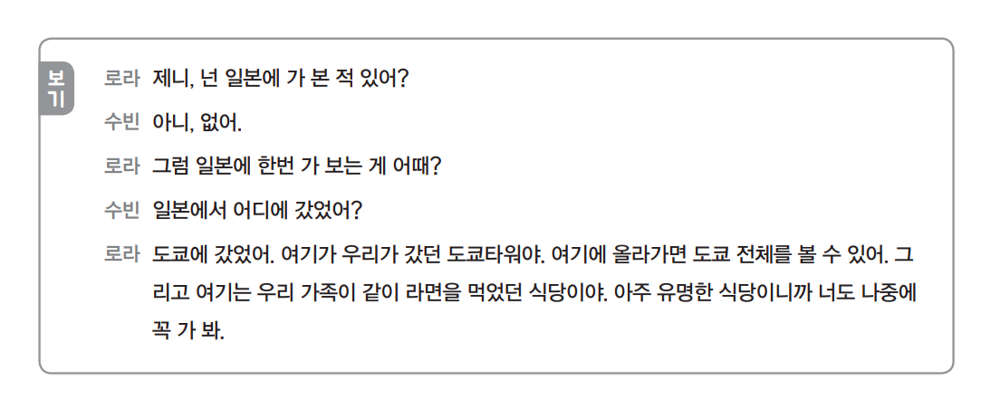 보기
로라 제니, 넌 일본에 가 본 적 있어?
수빈 아니, 없어.
로라 그럼 일본에 한번 가 보는 게 어때?
수빈 일본에서 어디에 갔었어?
로라 도쿄에 갔었어. 여기가 우리가 갔던 도쿄타워야. 여기에 올라가면 도쿄 전체를 볼 수 있어. 그
리고 여기는 우리 가족이 같이 라면을 먹었던 식당이야. 아주 유명한 식당이니까 너도 나중에
꼭 가 봐.